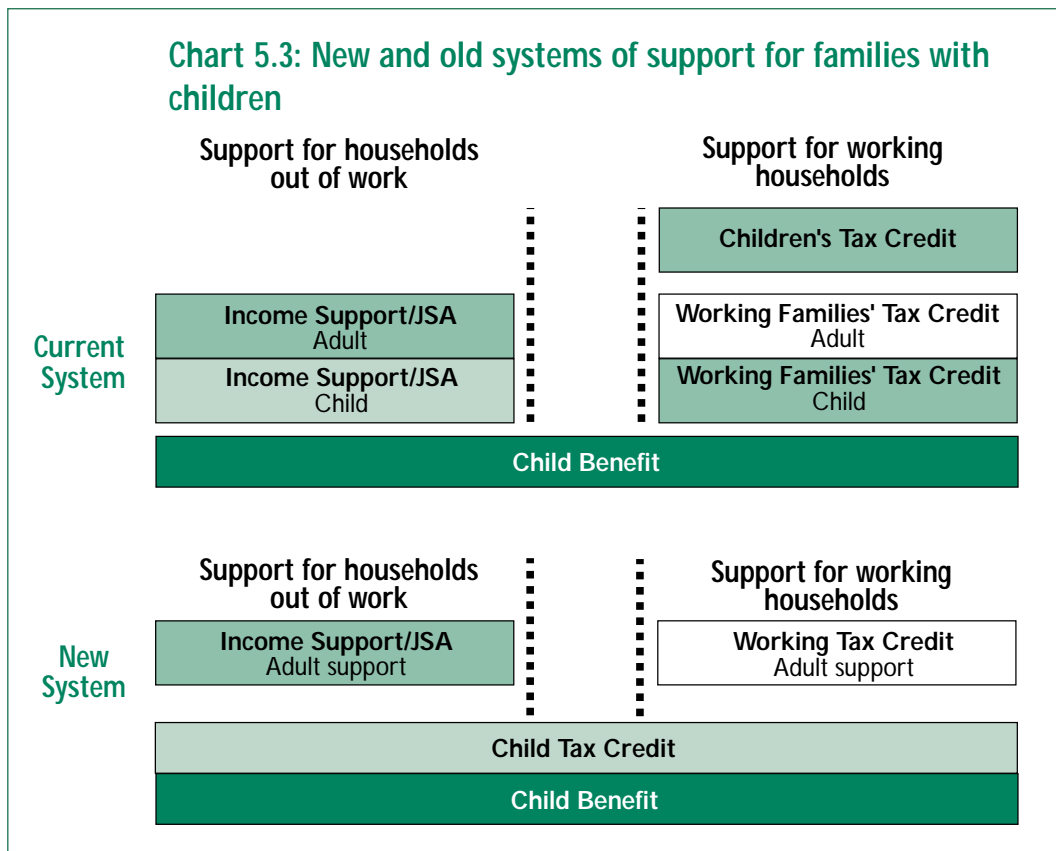 Chart 5.3: New and old systems of support for families with
children
Support for households
out of work
Support for working
households
Children's Tax Credit
Current
System
Income Support/JSA
Adult
Income Support/JSA
Child
Working Families' Tax Credit
Adult
Working Families' Tax Credit
Child
Child Benefit
Support for households
out of work
Support for working
households
New
System
Income Support/JSA
Adult support
Working Tax Credit
Adult support
Child Tax Credit
Child Benefit